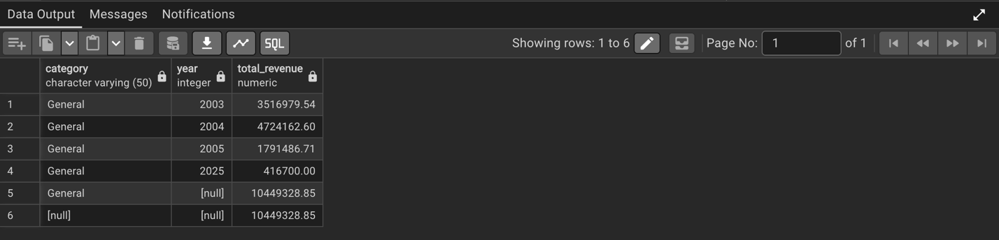 Data Output Messages Notifications
SQL Showing rows: 1 to 6 Page No: 1 of 1
category year total_revenue
character varying (50) integer numeric
1 General 2003 3516979.54
2 General 2004 4724162.60
3 General 2005 1791486.71
4 General 2025 416700.00
5 General [null] 10449328.85
6 [null] [null] 10449328.85